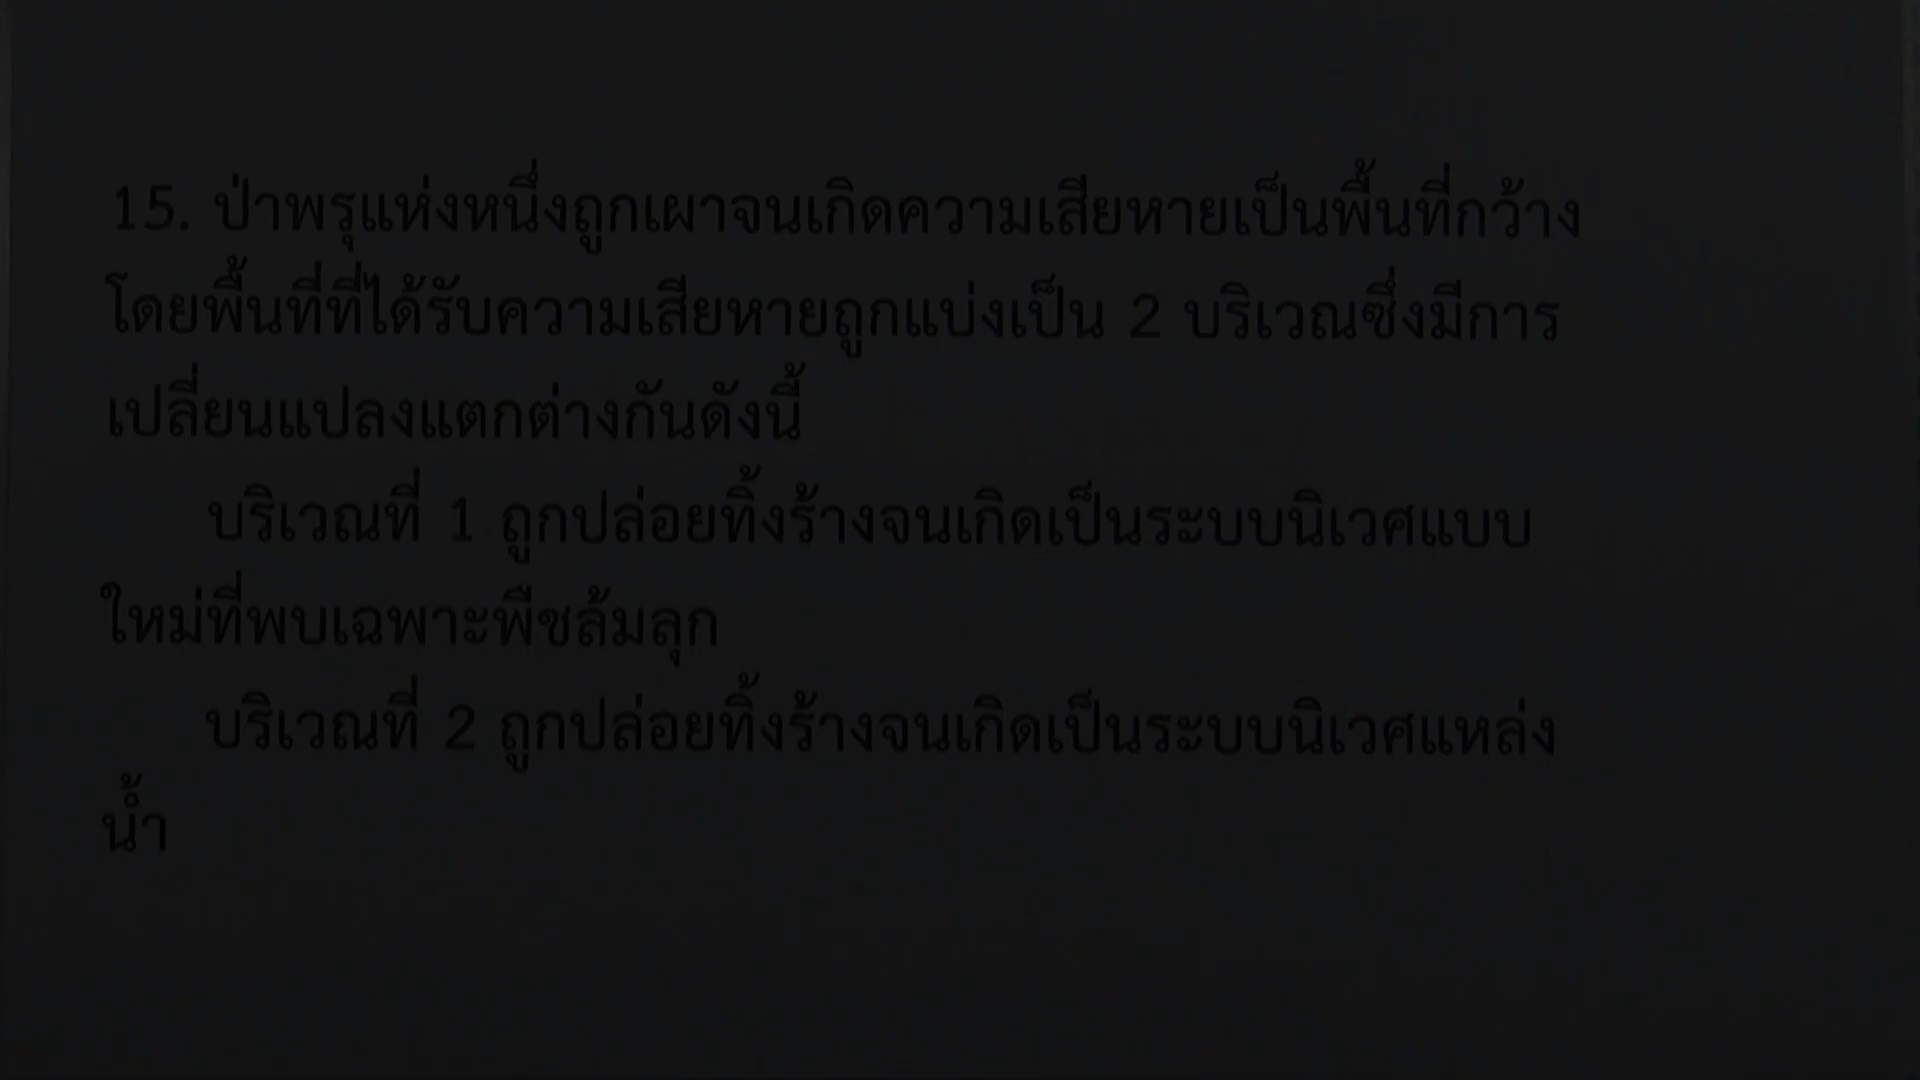 15. ป่าพรุแห่งหนึ่งถูกเผาจนเกิดความเสียหายเป็นพื้นที่กว้าง
โดยพื้นที่ที่ได้รับความเสียหายถูกแบ่งเป็น 2 บริเวณซึ่งมีการ
เปลี่ยนแปลงแตกต่างกันดังนี้
บริเวณที่ 1 ถูกปล่อยทิ้งร้างจนเกิดเป็นระบบนิเวศแบบ
ใหม่ที่พบเฉพาะพืชล้มลุก
บริเวณที่ 2 ถูกปล่อยทิ้งร้างจนเกิดเป็นระบบนิเวศแหล่ง
น้ำ